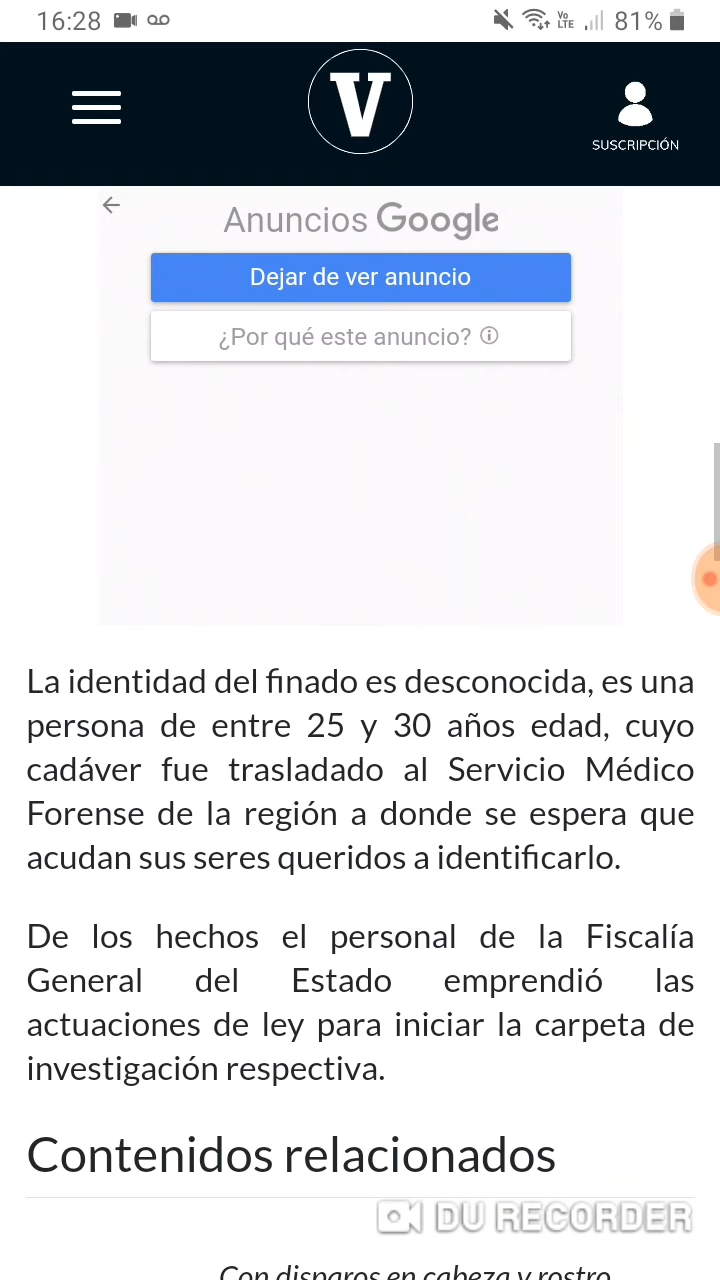 16:28 Vo LTE 81%
V
SUSCRIPCIÓN
Anuncios Google
Dejar de ver anuncio
¿Por qué este anuncio?
La identidad del finado es desconocida, es una
persona de entre 25 y 30 años edad, cuyo
cadáver fue trasladado al Servicio Médico
Forense de la región a donde se espera que
acudan sus seres queridos a identificarlo.
De los hechos el personal de la Fiscalía
General del Estado emprendió las
actuaciones de ley para iniciar la carpeta de
investigación respectiva.
Contenidos relacionados
DU RECORDER
Con disparos en cabeza y rostro